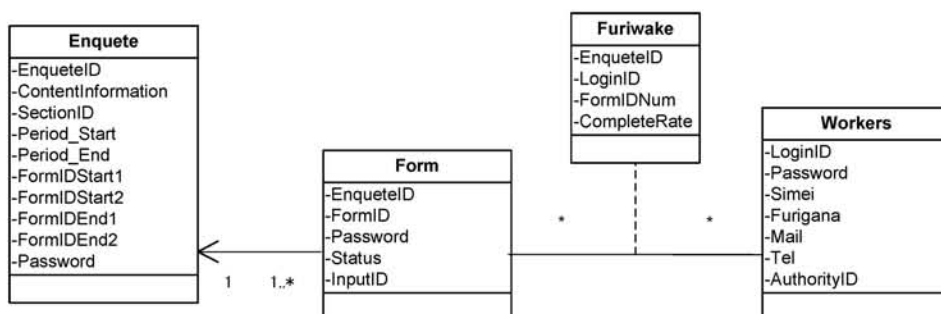 Enquete
-EnqueteID
-ContentInformation
-SectionID
-Period_Start
-Period_End
-FormIDStart1
-FormIDStart2
-FormIDEnd1
-FormIDEnd2
-Password
1
1..*
Form
-EnqueteID
-FormID
-Password
-Status
-InputID
*
*
Furiwake
-EnqueteID
-LoginID
-FormIDNum
-CompleteRate
Workers
-LoginID
-Password
-Simei
-Furigana
-Mail
-Tel
-AuthorityID